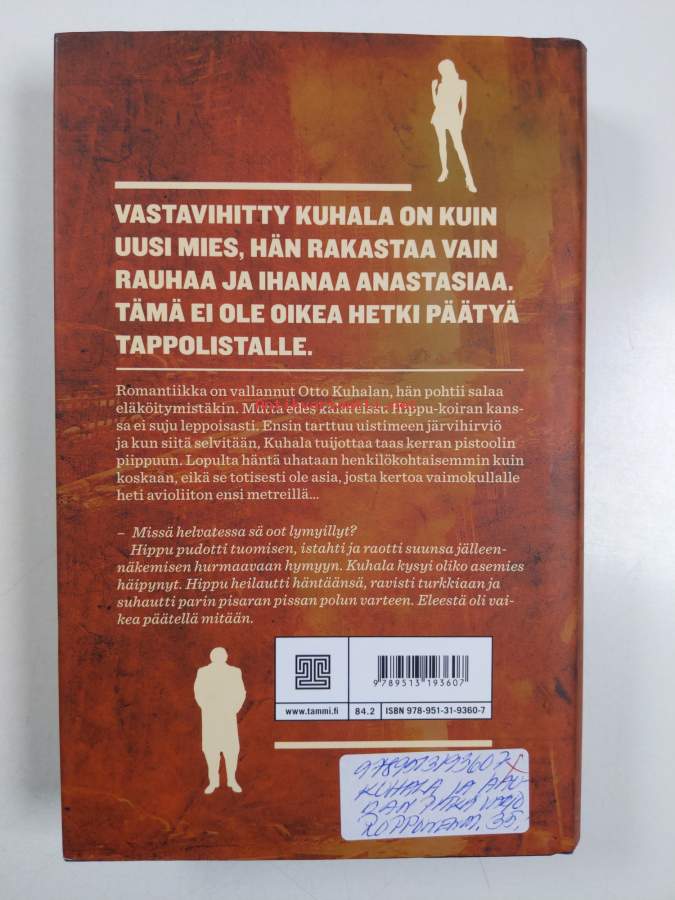 VASTAVIHITTY KUHALA ON KUIN
UUSI MIES, HÄN RAKASTAA VAIN
RAUHAA JA IHANAA ANASTASIAA.
TÄMÄ EI OLE OIKEA HETKI PÄÄTYÄ
TAPPOLISTALLE.
Romantiikka on vallannut Otto Kuhalan, hän pohtii salaa
eläköitymistäkin. Mutta edes kalareissu Hippu-koiran kans-
sa ei suju leppoisasti. Ensin tarttuu uistimeen järvihirviö
ja kun siitä selvitään, Kuhala tuijottaa taas kerran pistoolin
piippuun. Lopulta häntä uhataan henkilökohtaisemmin kuin
koskaan, eikä se totisesti ole asia, josta kertoa vaimokullalle
heti avioliiton ensi metreillä...
– Missä helvatessa sä oot lymyillyt?
Hippu pudotti tuomisen, istahti ja raotti suunsa jälleen-
näkemisen hurmaavaan hymyyn. Kuhala kysyi oliko asemies
häipynyt. Hippu heilautti häntäänsä, ravisti turkkiaan ja
suhautti parin pisaran pissan polun varteen. Eleestä oli vai-
kea päätellä mitään.
9 789513 193607
www.tammi.fi 84.2 ISBN 978-951-31-9360-7
9789513193607
KUHALA JA
ROPPONEN M. 35,